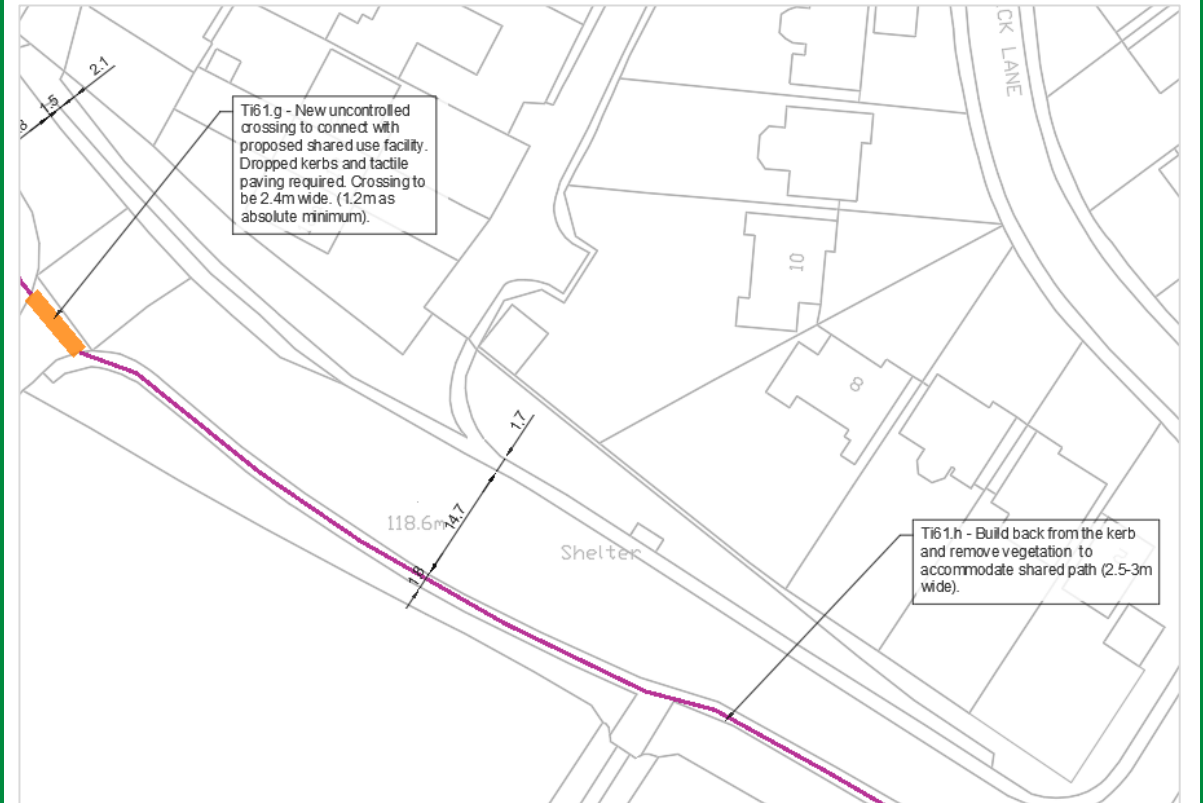 CK LANE
2.1
1.5
Ti61.g - New uncontrolled
crossing to connect with
proposed shared use facility.
Dropped kerbs and tactile
paving required. Crossing to
be 2.4m wide. (1.2m as
absolute minimum).
10
8
1.7
14.7
118.6m
1.8
Shelter
Ti61.h - Build back from the kerb
and remove vegetation to
accommodate shared path (2.5-3m
wide).